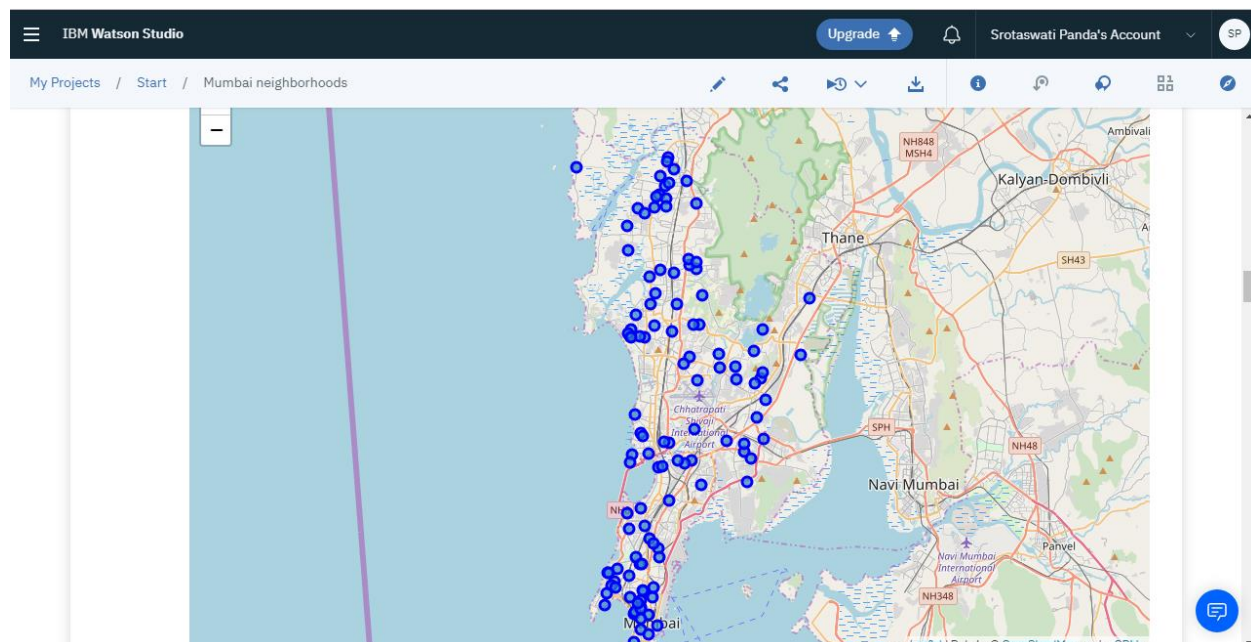 IBM Watson Studio
Upgrade
Srotaswati Panda's Account
SP
My Projects / Start / Mumbai neighborhoods
−
NH848
MSH4
Ambivali
Kalyan-Dombivli
Thane
SH43
Chhatrapati
Shivaji
International
Airport
SPH
NH48
Navi Mumbai
Navi Mumbai
International
Airport
Panvel
NH348